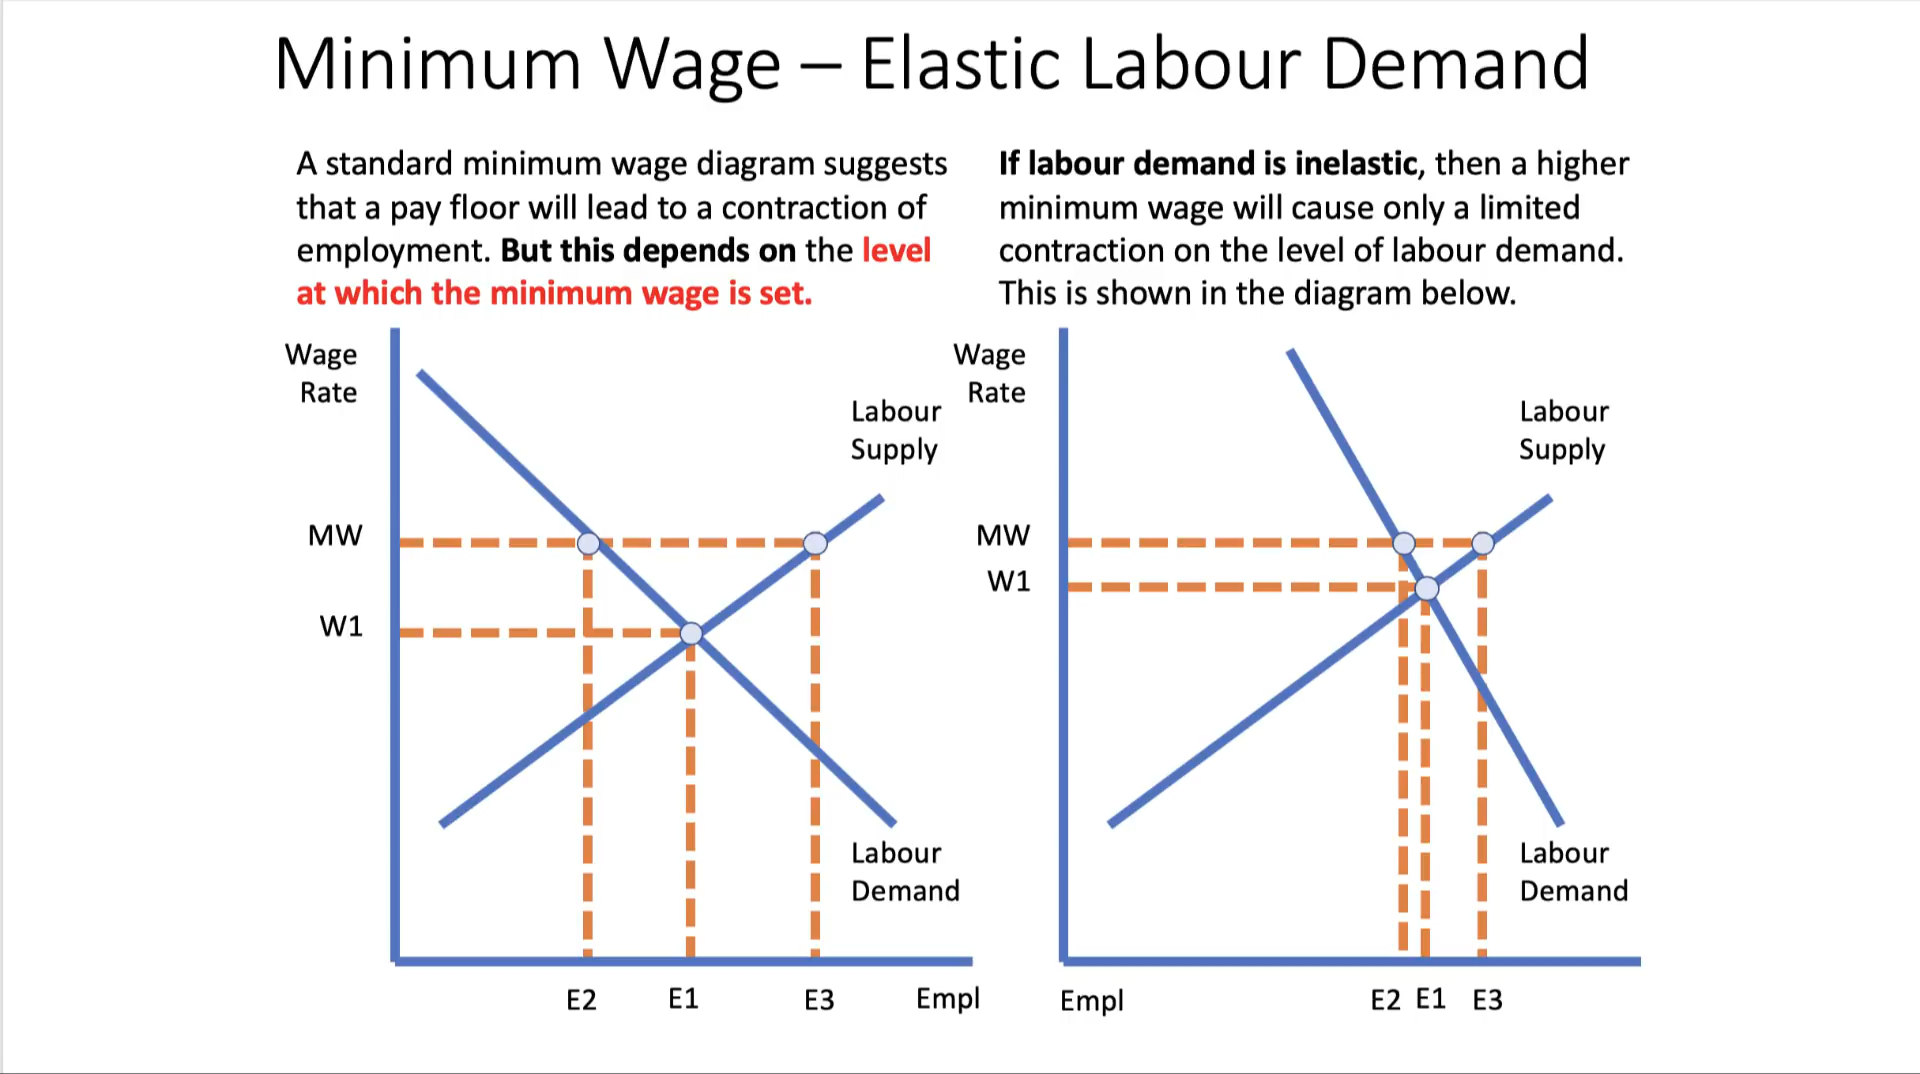 Minimum Wage – Elastic Labour Demand
A standard minimum wage diagram suggests
that a pay floor will lead to a contraction of
employment. But this depends on the level
at which the minimum wage is set.
If labour demand is inelastic, then a higher
minimum wage will cause only a limited
contraction on the level of labour demand.
This is shown in the diagram below.
Wage
Rate
Labour
Supply
MW
W1
Labour
Demand
E2
E1
E3
Empl
Wage
Rate
Labour
Supply
MW
W1
Labour
Demand
Empl
E2
E1
E3